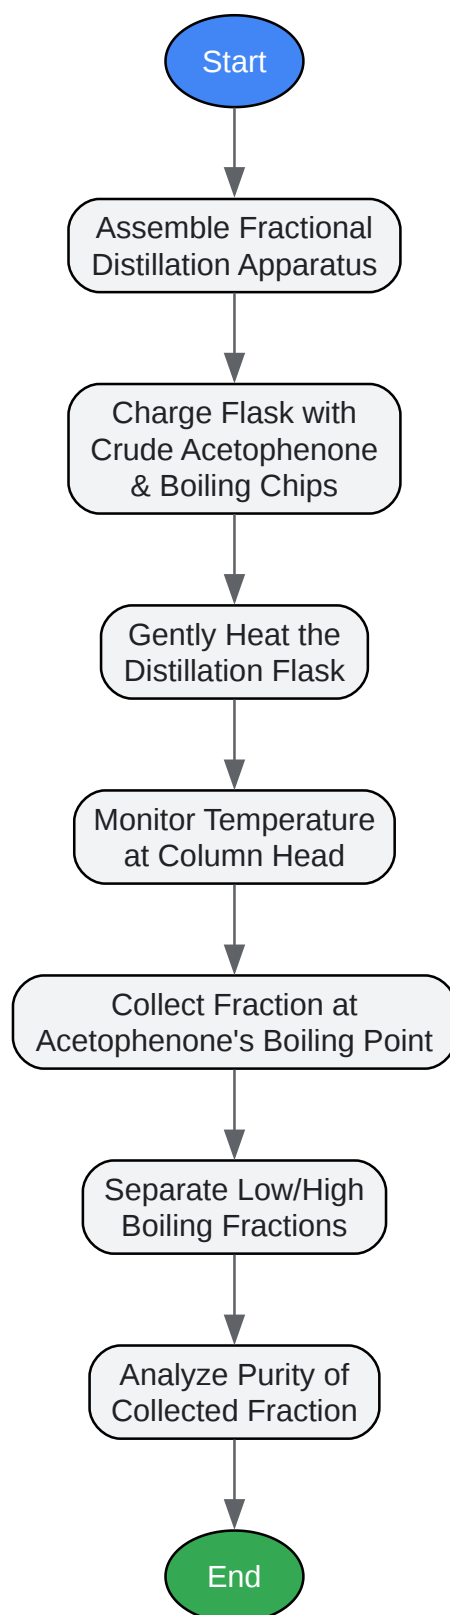 Start
Assemble Fractional
Distillation Apparatus
Charge Flask with
Crude Acetophenone
& Boiling Chips
Gently Heat the
Distillation Flask
Monitor Temperature
at Column Head
Collect Fraction at
Acetophenone's Boiling Point
Separate Low/High
Boiling Fractions
Analyze Purity of
Collected Fraction
End